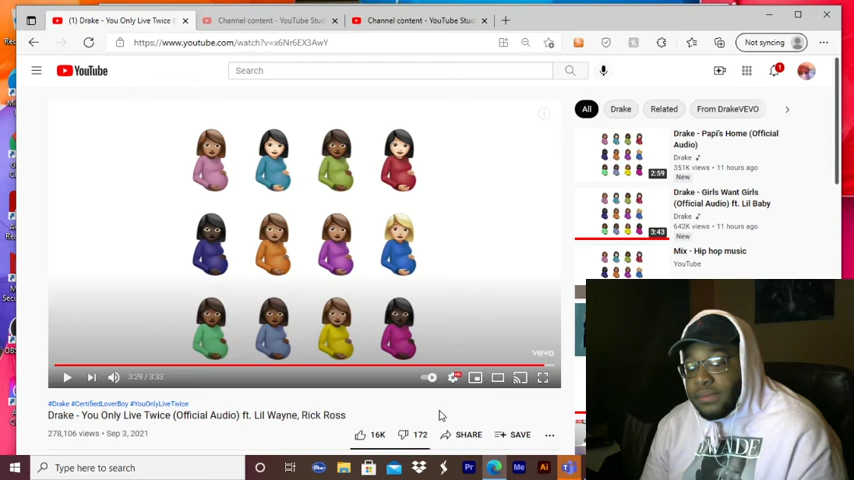 (1) Drake - You Only Live Twice (
Channel content - YouTube Stud
Channel content - YouTube Stud
https://www.youtube.com/watch?v=x6Nr6EX3AwY
Not syncing
YouTube
Search
1
All
Drake
Related
From DrakeVEVO
Drake - Papi's Home (Official
Audio)
Drake
351K views • 11 hours ago
New
2:59
Drake - Girls Want Girls
(Official Audio) ft. Lil Baby
Drake
642K views • 11 hours ago
New
3:43
Mix - Hip hop music
YouTube
vevo
3:29 / 3:33
HD
#Drake #CertifiedLoverBoy #YouOnlyLiveTwice
Drake - You Only Live Twice (Official Audio) ft. Lil Wayne, Rick Ross
278,106 views • Sep 3, 2021
16K
172
SHARE
SAVE
Type here to search
Pr
Me
Ai